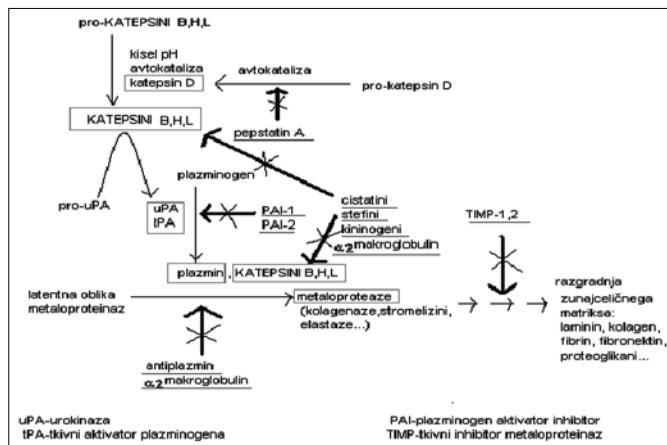 pro-KATEPSINI B,H,L
kisel pH
avtokataliza
katepsin D
avtokataliza
pro-katepsin D
KATEPSINI B,H,L
pepstatin A
plazminogen
pro-uPA
uPA
tPA
PAI-1
PAI-2
cistatini
stefini
kininogeni
α2 makroglobulin
TIMP-1,2
plazmin, KATEPSINI B,H,L
latentna oblika
metaloproteinaz
metaloproteaze
(kolagenaze,stromelizini,
elastaze...)
razgradnja
zunajceličnega
matriksa:
laminin, kolagen,
fibrin, fibronektin,
proteoglikani...
antiplazmin
α2 makroglobulin
uPA-urokinaza
tPA-tkivni aktivator plazminogena
PAI-plazminogen aktivator inhibitor
TIMP-tkivni inhibitor metaloproteinaz